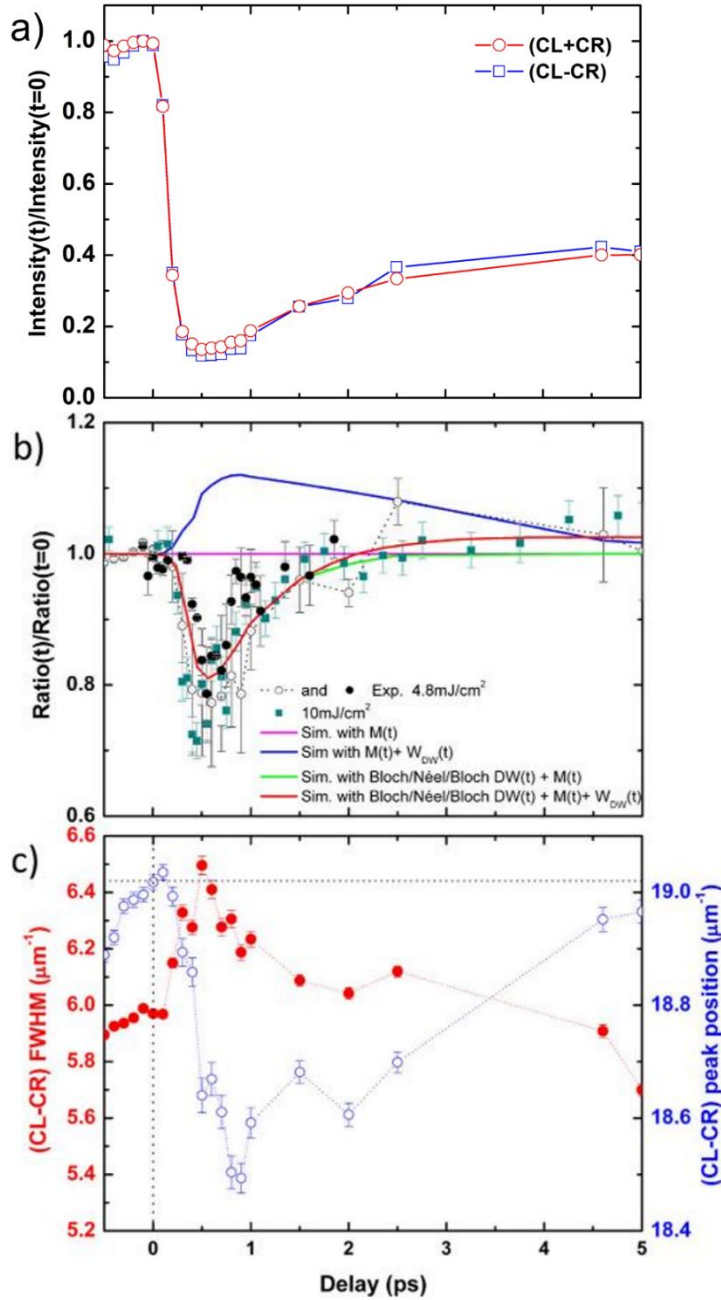 a)
1.0
0.8
0.6
0.4
0.2
0.0
Intensity(t)/Intensity(t=0)
(CL+CR)
(CL-CR)
b)
1.2
1.0
0.8
0.6
Ratio(t)/Ratio(t=0)
and Exp. 4.8mJ/cm²
10mJ/cm²
Sim. with M(t)
Sim with M(t)+ W_DW(t)
Sim. with Bloch/Néel/Bloch DW(t) + M(t)
Sim. with Bloch/Néel/Bloch DW(t) + M(t)+ W_DW(t)
c)
6.6
6.4
6.2
6.0
5.8
5.6
5.4
5.2
(CL-CR) FWHM (μm⁻¹)
19.0
18.8
18.6
18.4
(CL-CR) peak position (μm⁻¹)
0 1 2 3 4 5
Delay (ps)